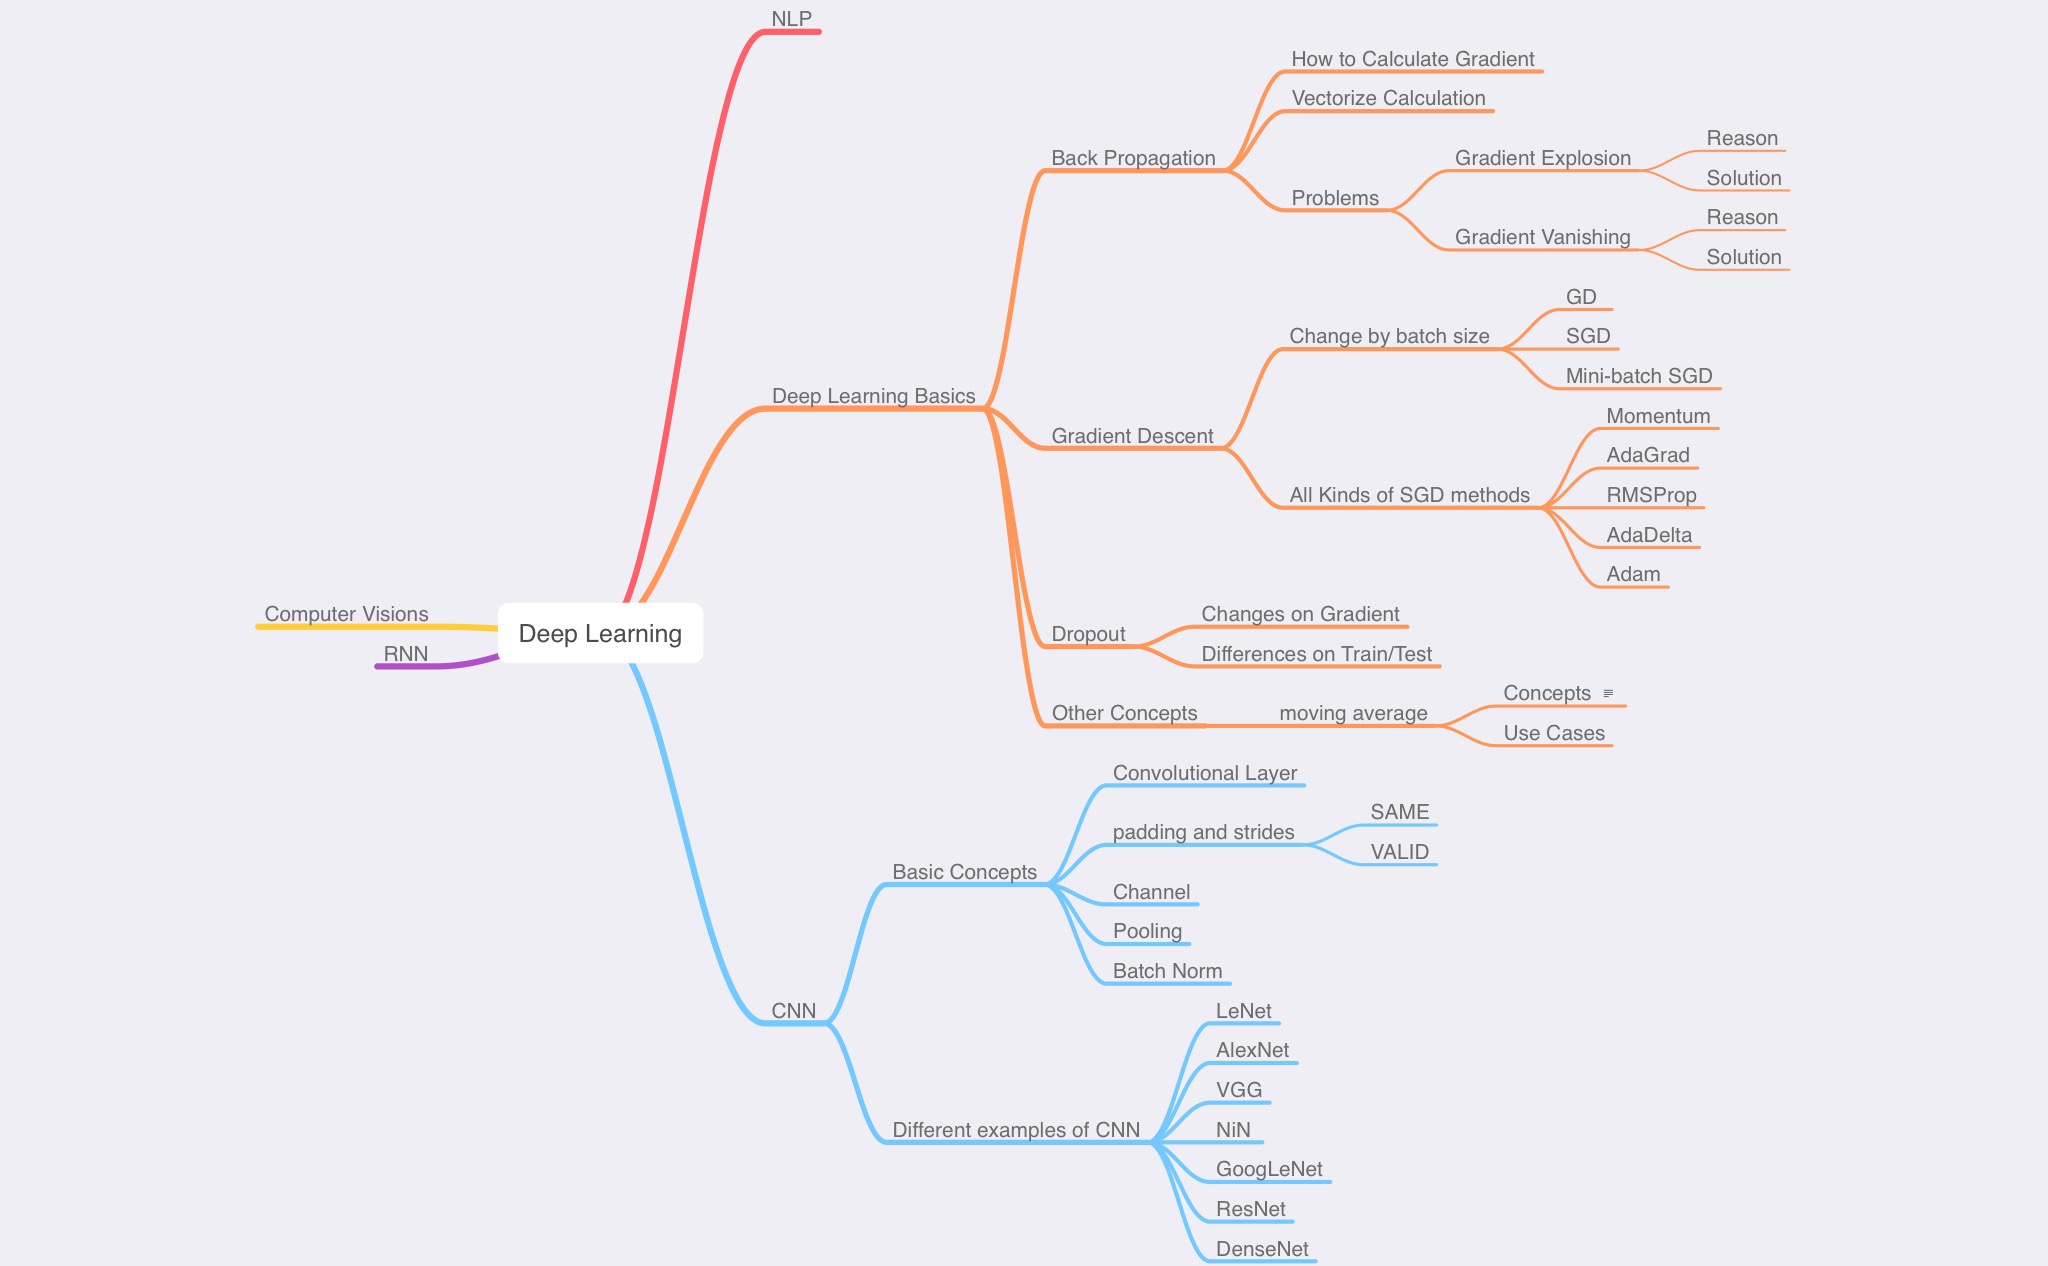 NLP
How to Calculate Gradient
Vectorize Calculation
Reason
Back Propagation
Gradient Explosion
Solution
Problems
Reason
Gradient Vanishing
Solution
GD
Change by batch size
SGD
Mini-batch SGD
Deep Learning Basics
Momentum
Gradient Descent
AdaGrad
All Kinds of SGD methods
RMSProp
AdaDelta
Adam
Computer Visions
Changes on Gradient
Deep Learning
Dropout
RNN
Differences on Train/Test
Concepts
Other Concepts
moving average
Use Cases
Convolutional Layer
SAME
padding and strides
VALID
Basic Concepts
Channel
Pooling
Batch Norm
CNN
LeNet
AlexNet
VGG
Different examples of CNN
NiN
GoogLeNet
ResNet
DenseNet